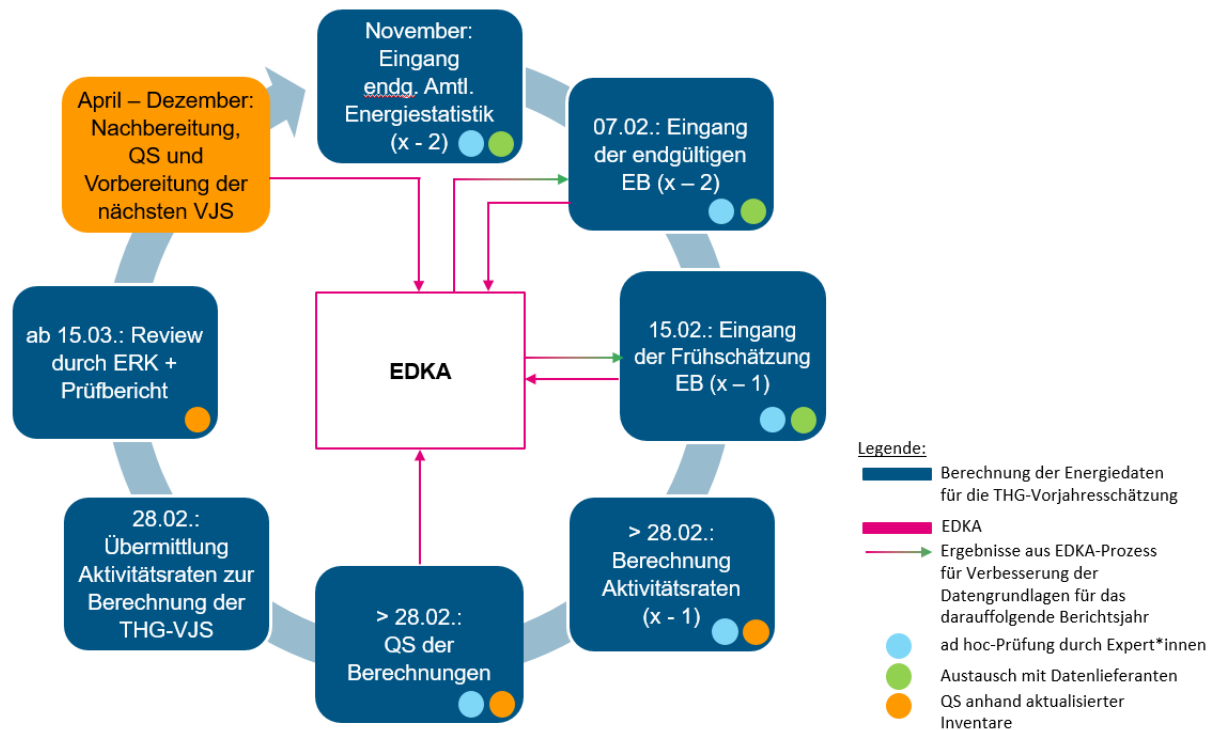 November:
Eingang
endg. Amtl.
Energiestatistik
(x - 2)
07.02.: Eingang
der endgültigen
EB (x – 2)
15.02.: Eingang
der Frühschätzung
EB (x – 1)
> 28.02.:
Berechnung
Aktivitätsraten
(x - 1)
> 28.02.:
QS der
Berechnungen
28.02.:
Übermittlung
Aktivitätsraten zur
Berechnung der
THG-VJS
ab 15.03.: Review
durch ERK +
Prüfbericht
April – Dezember:
Nachbereitung,
QS und
Vorbereitung der
nächsten VJS
EDKA
Legende:
Berechnung der Energiedaten
für die THG-Vorjahresschätzung
EDKA
Ergebnisse aus EDKA-Prozess
für Verbesserung der
Datengrundlagen für das
darauffolgende Berichtsjahr
ad hoc-Prüfung durch Expert*innen
Austausch mit Datenlieferanten
QS anhand aktualisierter
Inventare